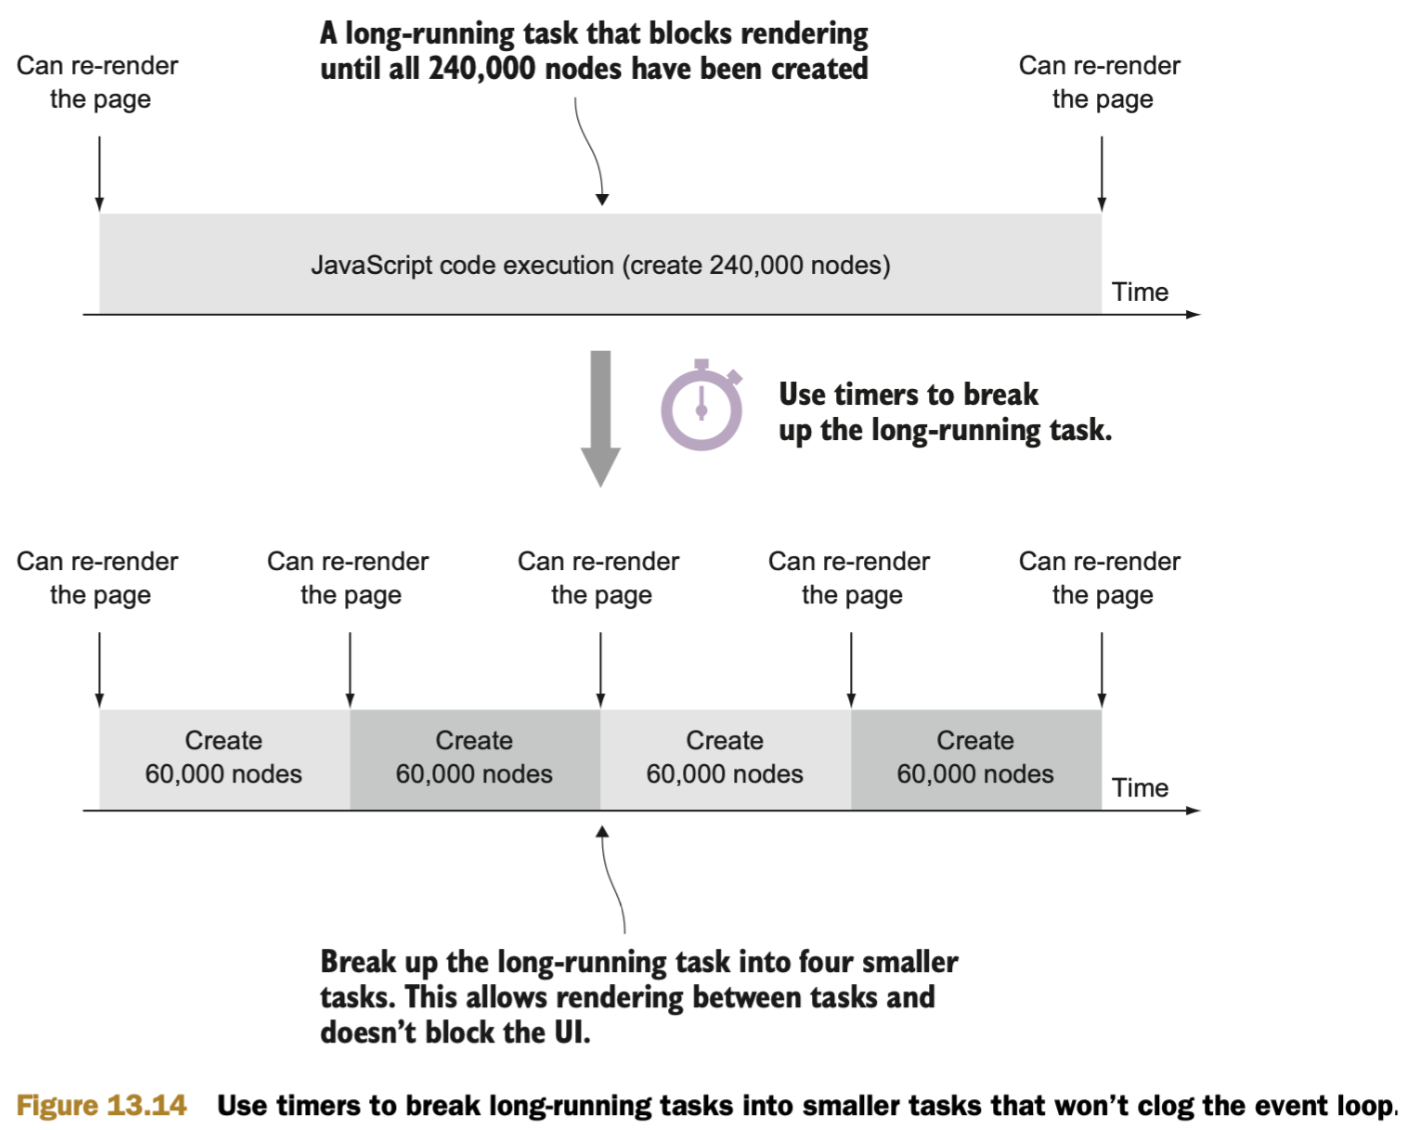 A long-running task that blocks rendering
until all 240,000 nodes have been created
Can re-render
the page
Can re-render
the page
JavaScript code execution (create 240,000 nodes)
Time
Use timers to break
up the long-running task.
Can re-render
the page
Can re-render
the page
Can re-render
the page
Can re-render
the page
Can re-render
the page
Create
60,000 nodes
Create
60,000 nodes
Create
60,000 nodes
Create
60,000 nodes
Time
Break up the long-running task into four smaller
tasks. This allows rendering between tasks and
doesn’t block the UI.
Figure 13.14 Use timers to break long-running tasks into smaller tasks that won’t clog the event loop.